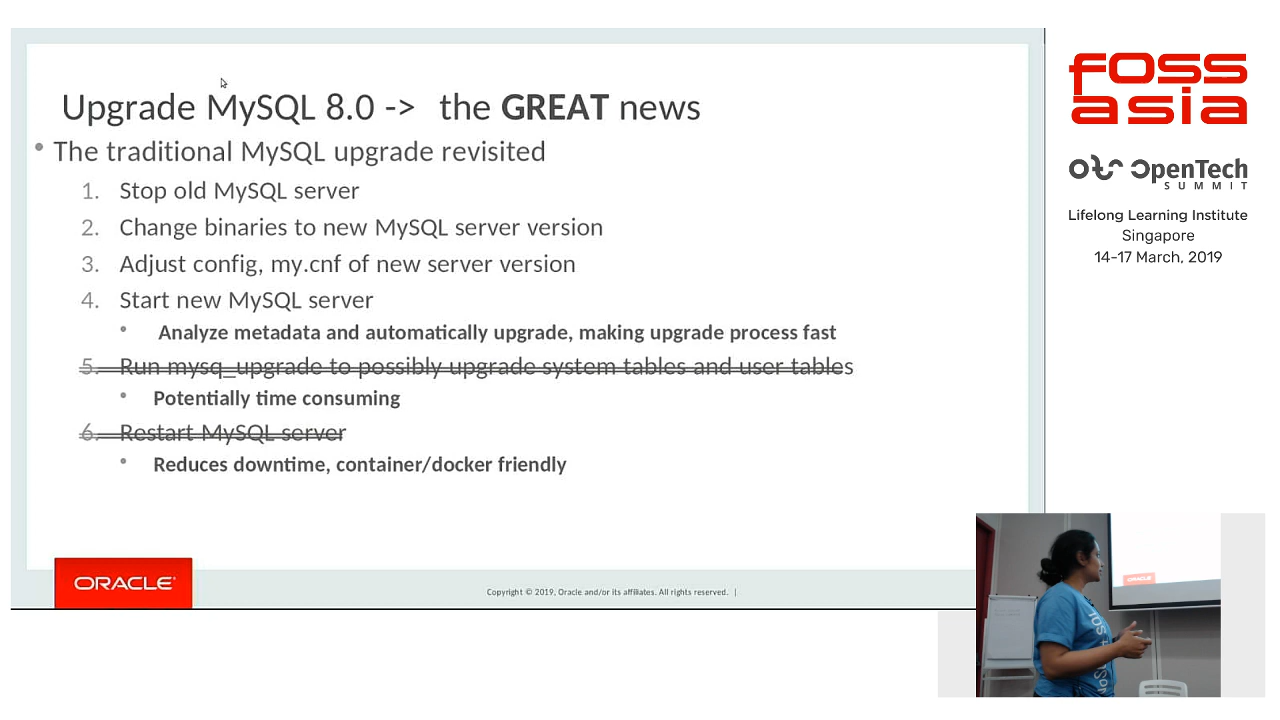 Upgrade MySQL 8.0 -> the GREAT news
• The traditional MySQL upgrade revisited
1. Stop old MySQL server
2. Change binaries to new MySQL server version
3. Adjust config, my.cnf of new server version
4. Start new MySQL server
• Analyze metadata and automatically upgrade, making upgrade process fast
5. Run mysq_upgrade to possibly upgrade system tables and user tables
• Potentially time consuming
6. Restart MySQL server
• Reduces downtime, container/docker friendly
ORACLE
Copyright © 2019, Oracle and/or its affiliates. All rights reserved. |
foss
asia
OpenTech
SUMMIT
Lifelong Learning Institute
Singapore
14-17 March, 2019
ORACLE